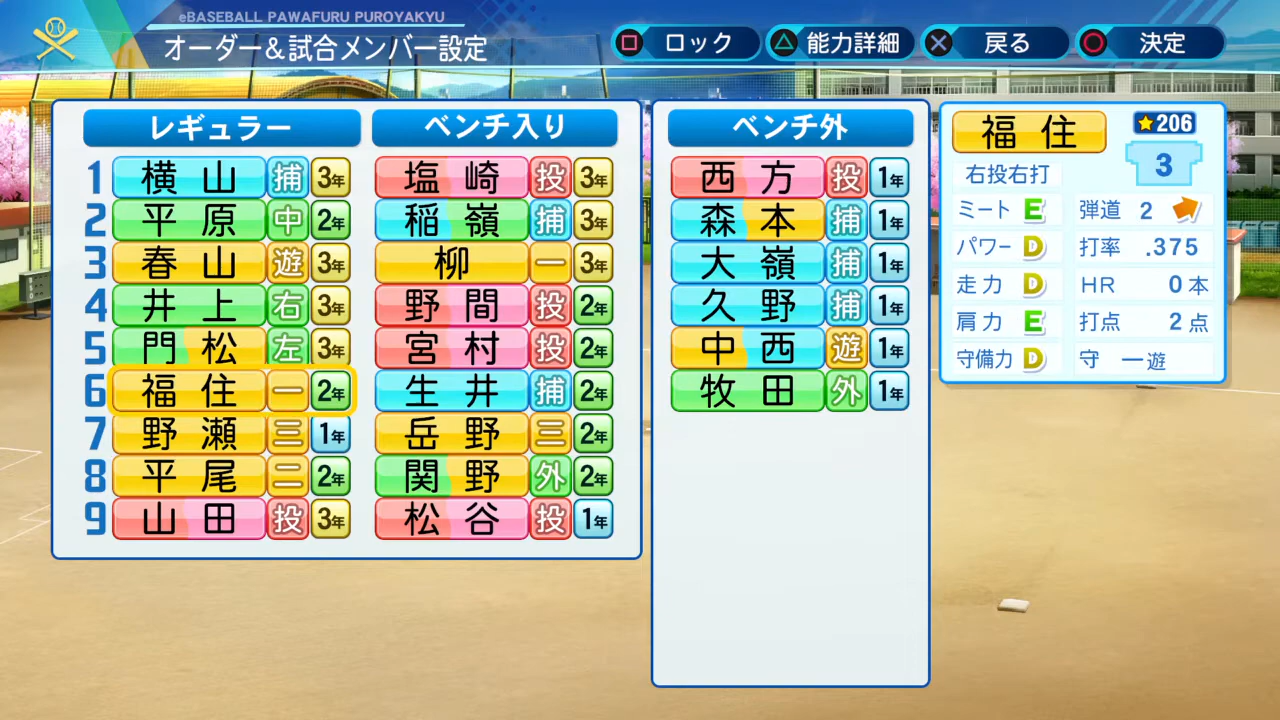 eBASEBALL PAWAFURU PUROYAKYU
オーダー&試合メンバー設定
ロック
能力詳細
戻る
決定
レギュラー
1 横山 捕 3年
2 平原 中 2年
3 春山 遊 3年
4 井上 右 3年
5 門松 左 3年
6 福住 一 2年
7 野瀬 三 1年
8 平尾 二 2年
9 山田 投 3年
ベンチ入り
塩崎 投 3年
稲嶺 捕 3年
柳 一 3年
野間 投 2年
宮村 投 2年
生井 捕 2年
岳野 三 2年
関野 外 2年
松谷 投 1年
ベンチ外
西方 投 1年
森本 捕 1年
大嶺 捕 1年
久野 捕 1年
中西 遊 1年
牧田 外 1年
福住 ★206
右投右打 3
ミート E 弾道 2
パワー D 打率 .375
走力 D HR 0本
肩力 E 打点 2点
守備力 D 守 一遊